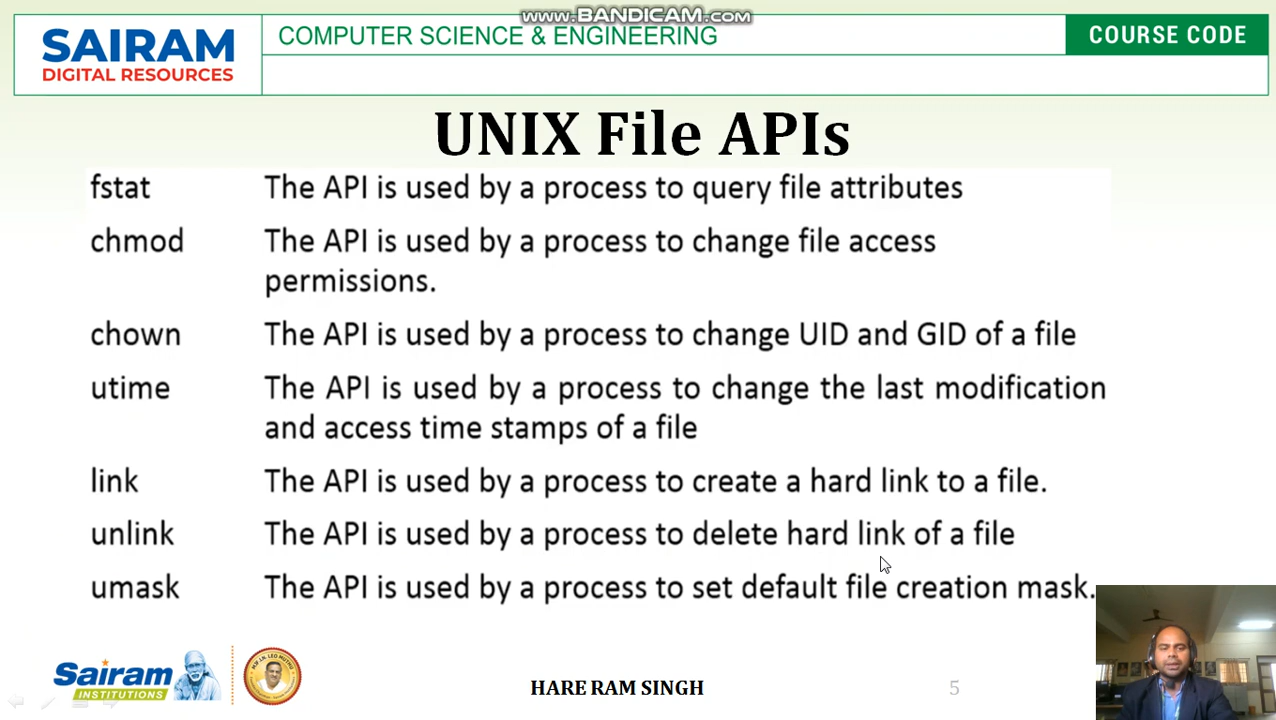 www.BANDICAM.com
SAIRAM
DIGITAL RESOURCES
COMPUTER SCIENCE & ENGINEERING
COURSE CODE
UNIX File APIs
fstat The API is used by a process to query file attributes
chmod The API is used by a process to change file access
permissions.
chown The API is used by a process to change UID and GID of a file
utime The API is used by a process to change the last modification
and access time stamps of a file
link The API is used by a process to create a hard link to a file.
unlink The API is used by a process to delete hard link of a file
umask The API is used by a process to set default file creation mask.
Sairam
INSTITUTIONS
HARE RAM SINGH
5